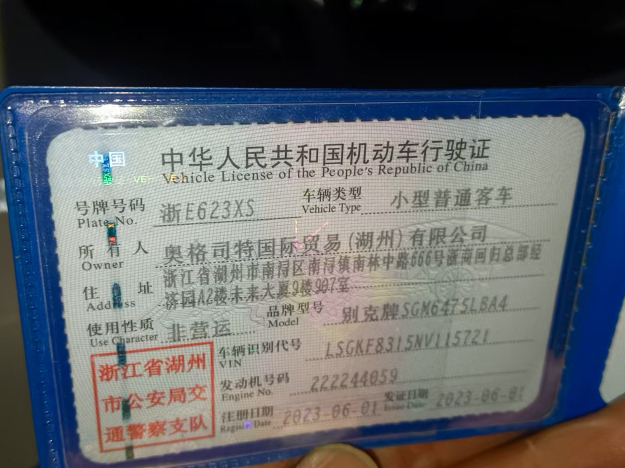 中国
中华人民共和国机动车行驶证
Vehicle License of the People's Republic of China
号牌号码 浙E623XS 车辆类型 小型普通客车
Plate No. Vehicle Type
所有人 奥格司特国际贸易(湖州)有限公司
Owner
住址 浙江省湖州市南浔区南浔镇南林中路666号浙商回归总部经
Address 济园A2楼未来大厦9楼907室
使用性质 非营运 品牌型号 别克牌SGM6475LBA4
Use Character Model
浙江省湖州 车辆识别代号 LSGKF8315NV115721
VIN
市公安局交 发动机号码 222244059
Engine No.
通警察支队 注册日期 2023-06-01 发证日期 2023-06-01
Register Date Issue Date